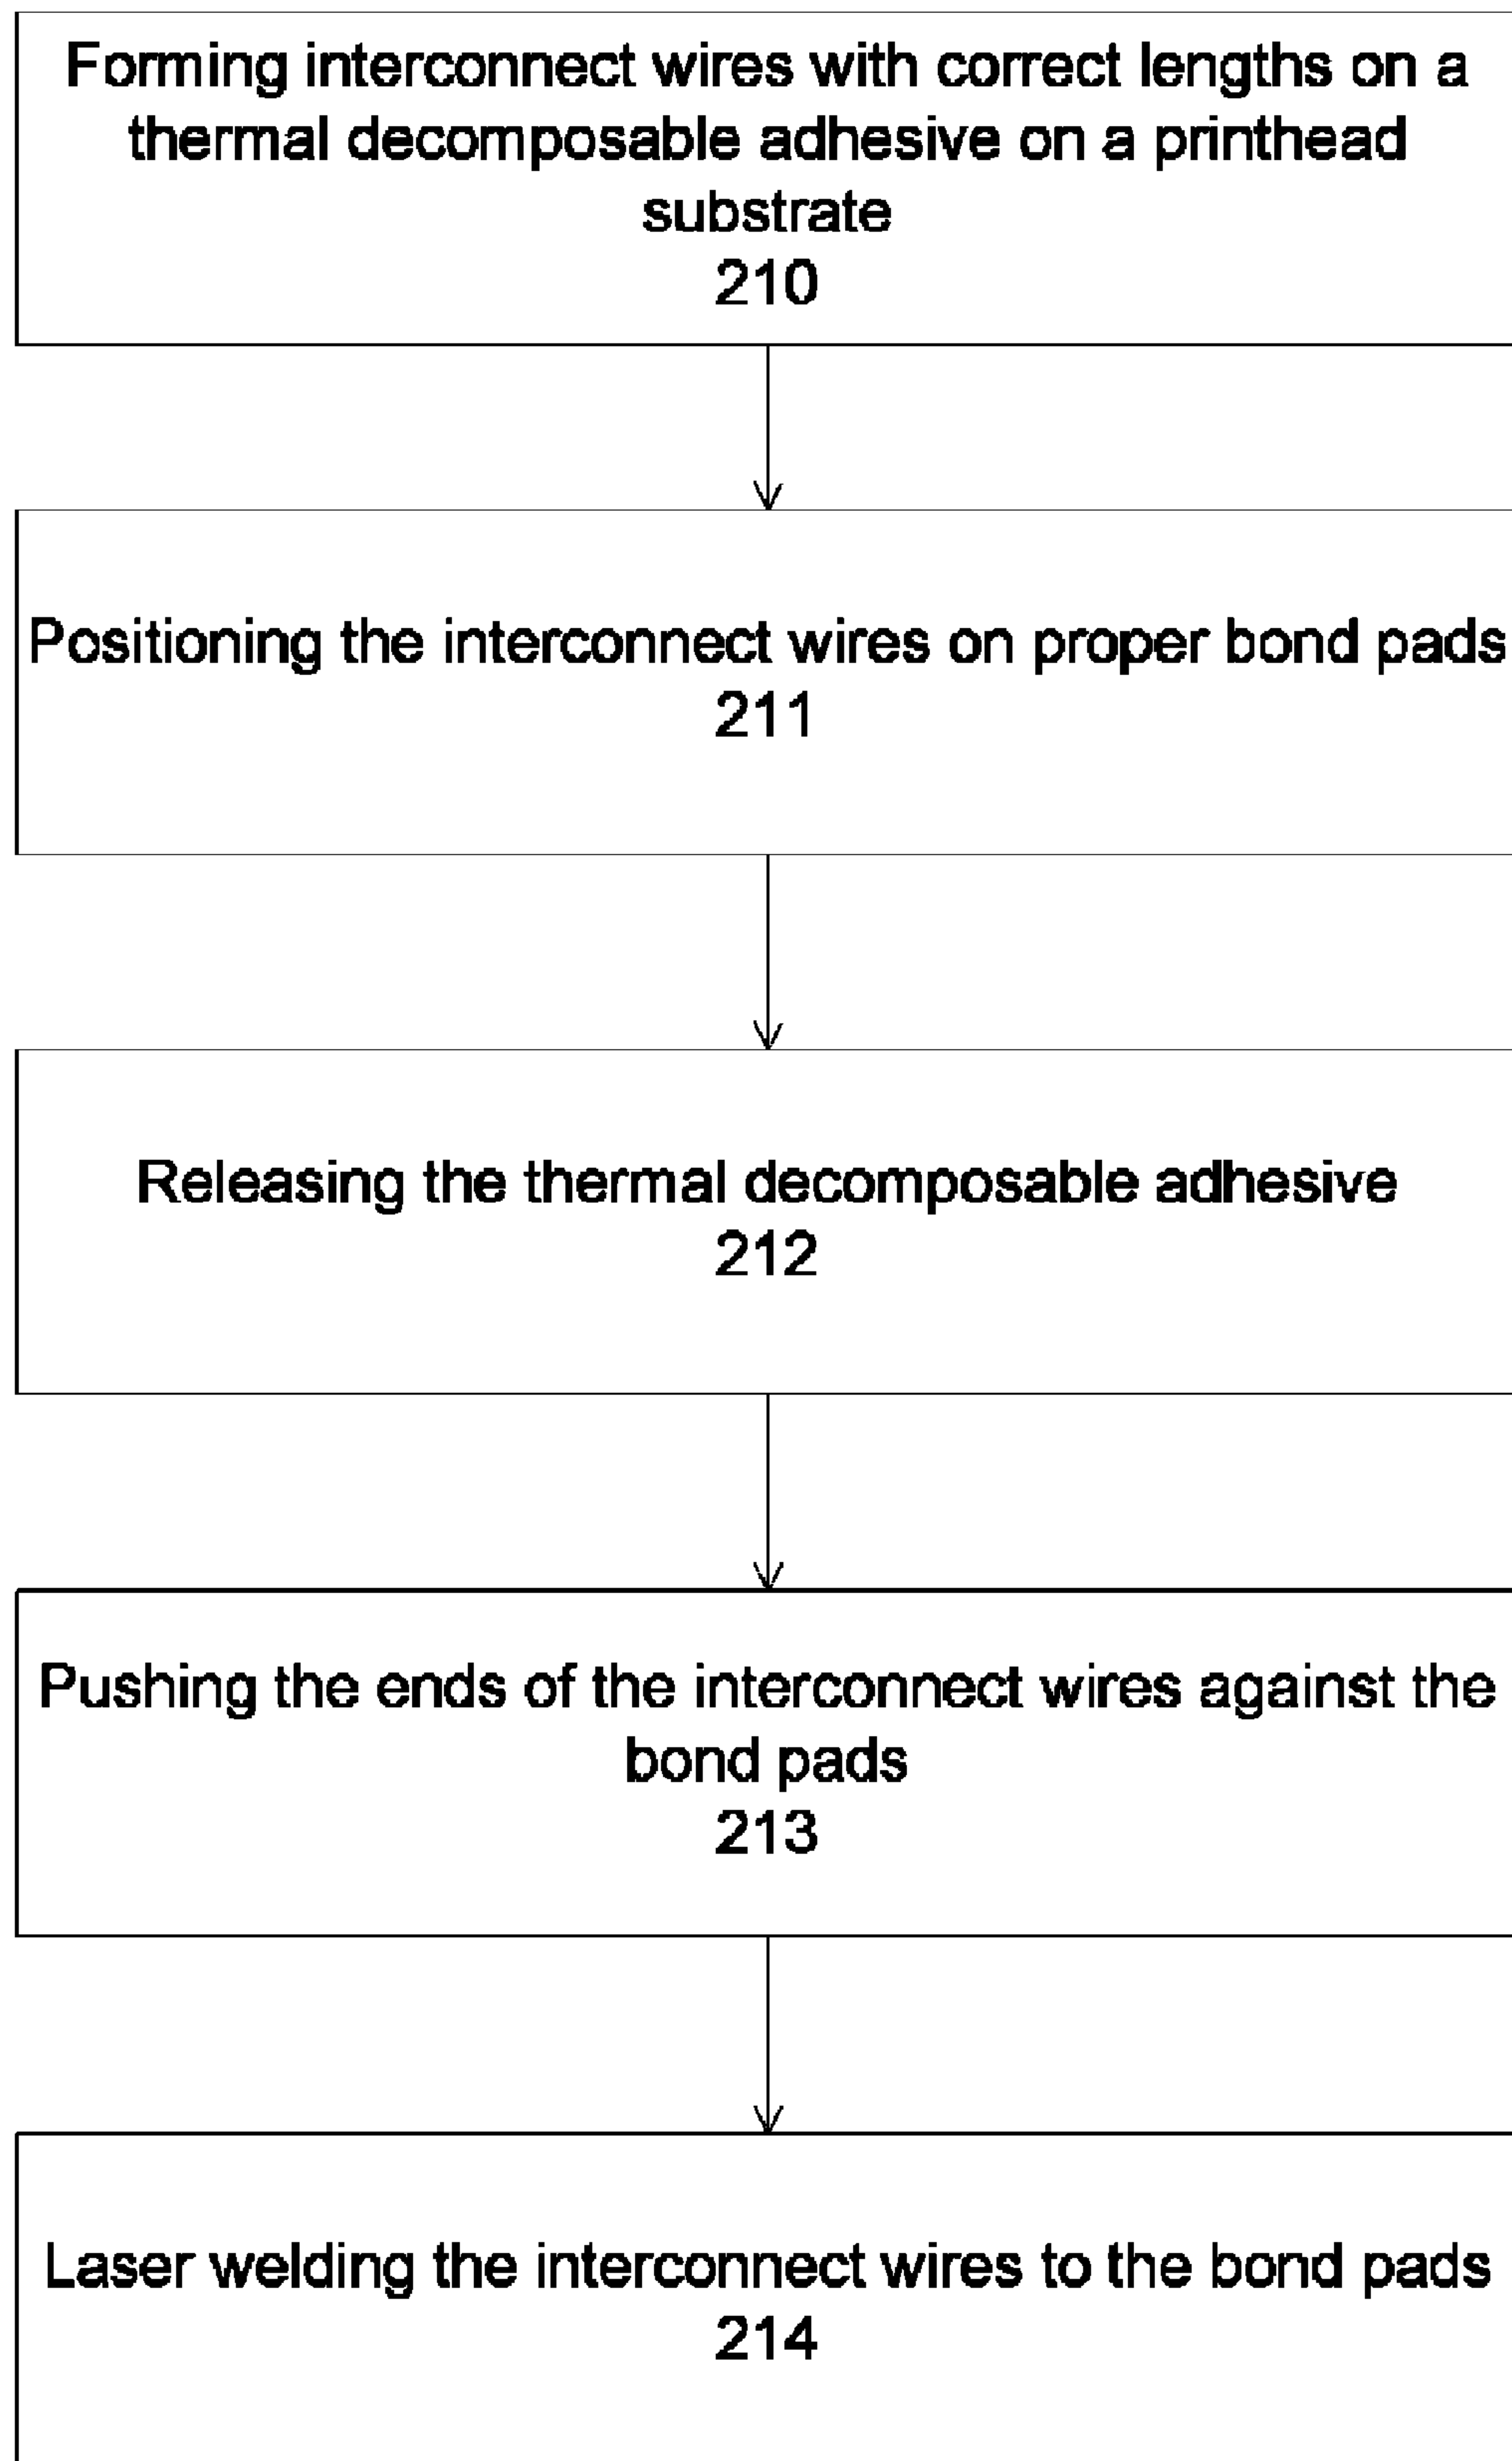 Forming interconnect wires with correct lengths on a
thermal decomposable adhesive on a printhead
substrate
210
Positioning the interconnect wires on proper bond pads
211
Releasing the thermal decomposable adhesive
212
Pushing the ends of the interconnect wires against the
bond pads
213
Laser welding the interconnect wires to the bond pads
214